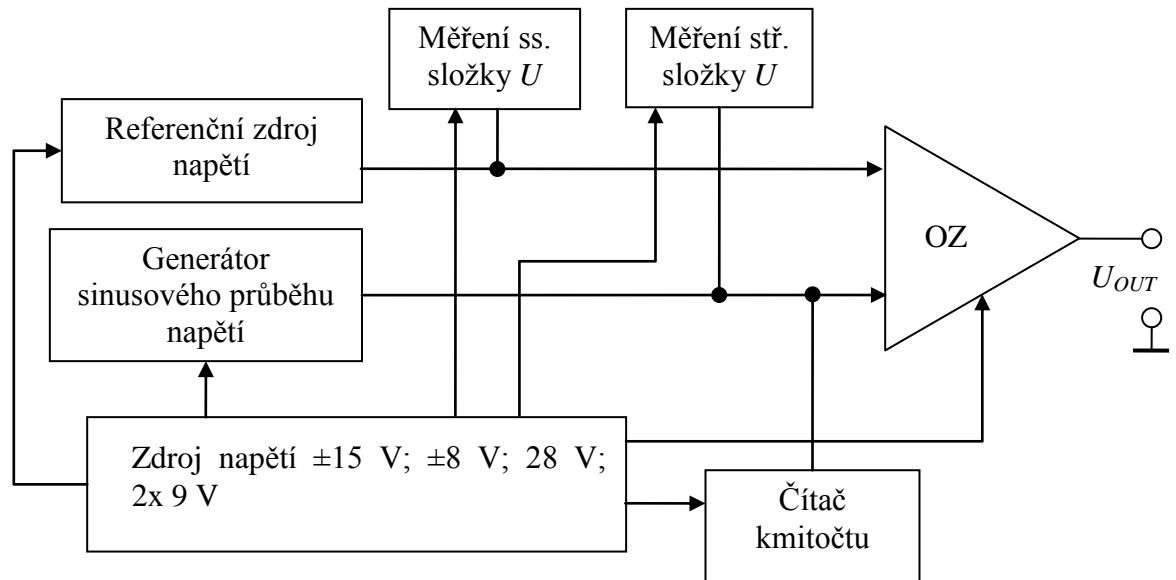 Měření ss.
složky U
Měření stř.
složky U
Referenční zdroj
napětí
Generátor
sinusového průběhu
napětí
OZ
UOUT
Zdroj napětí ±15 V; ±8 V; 28 V;
2x 9 V
Čítač
kmitočtu